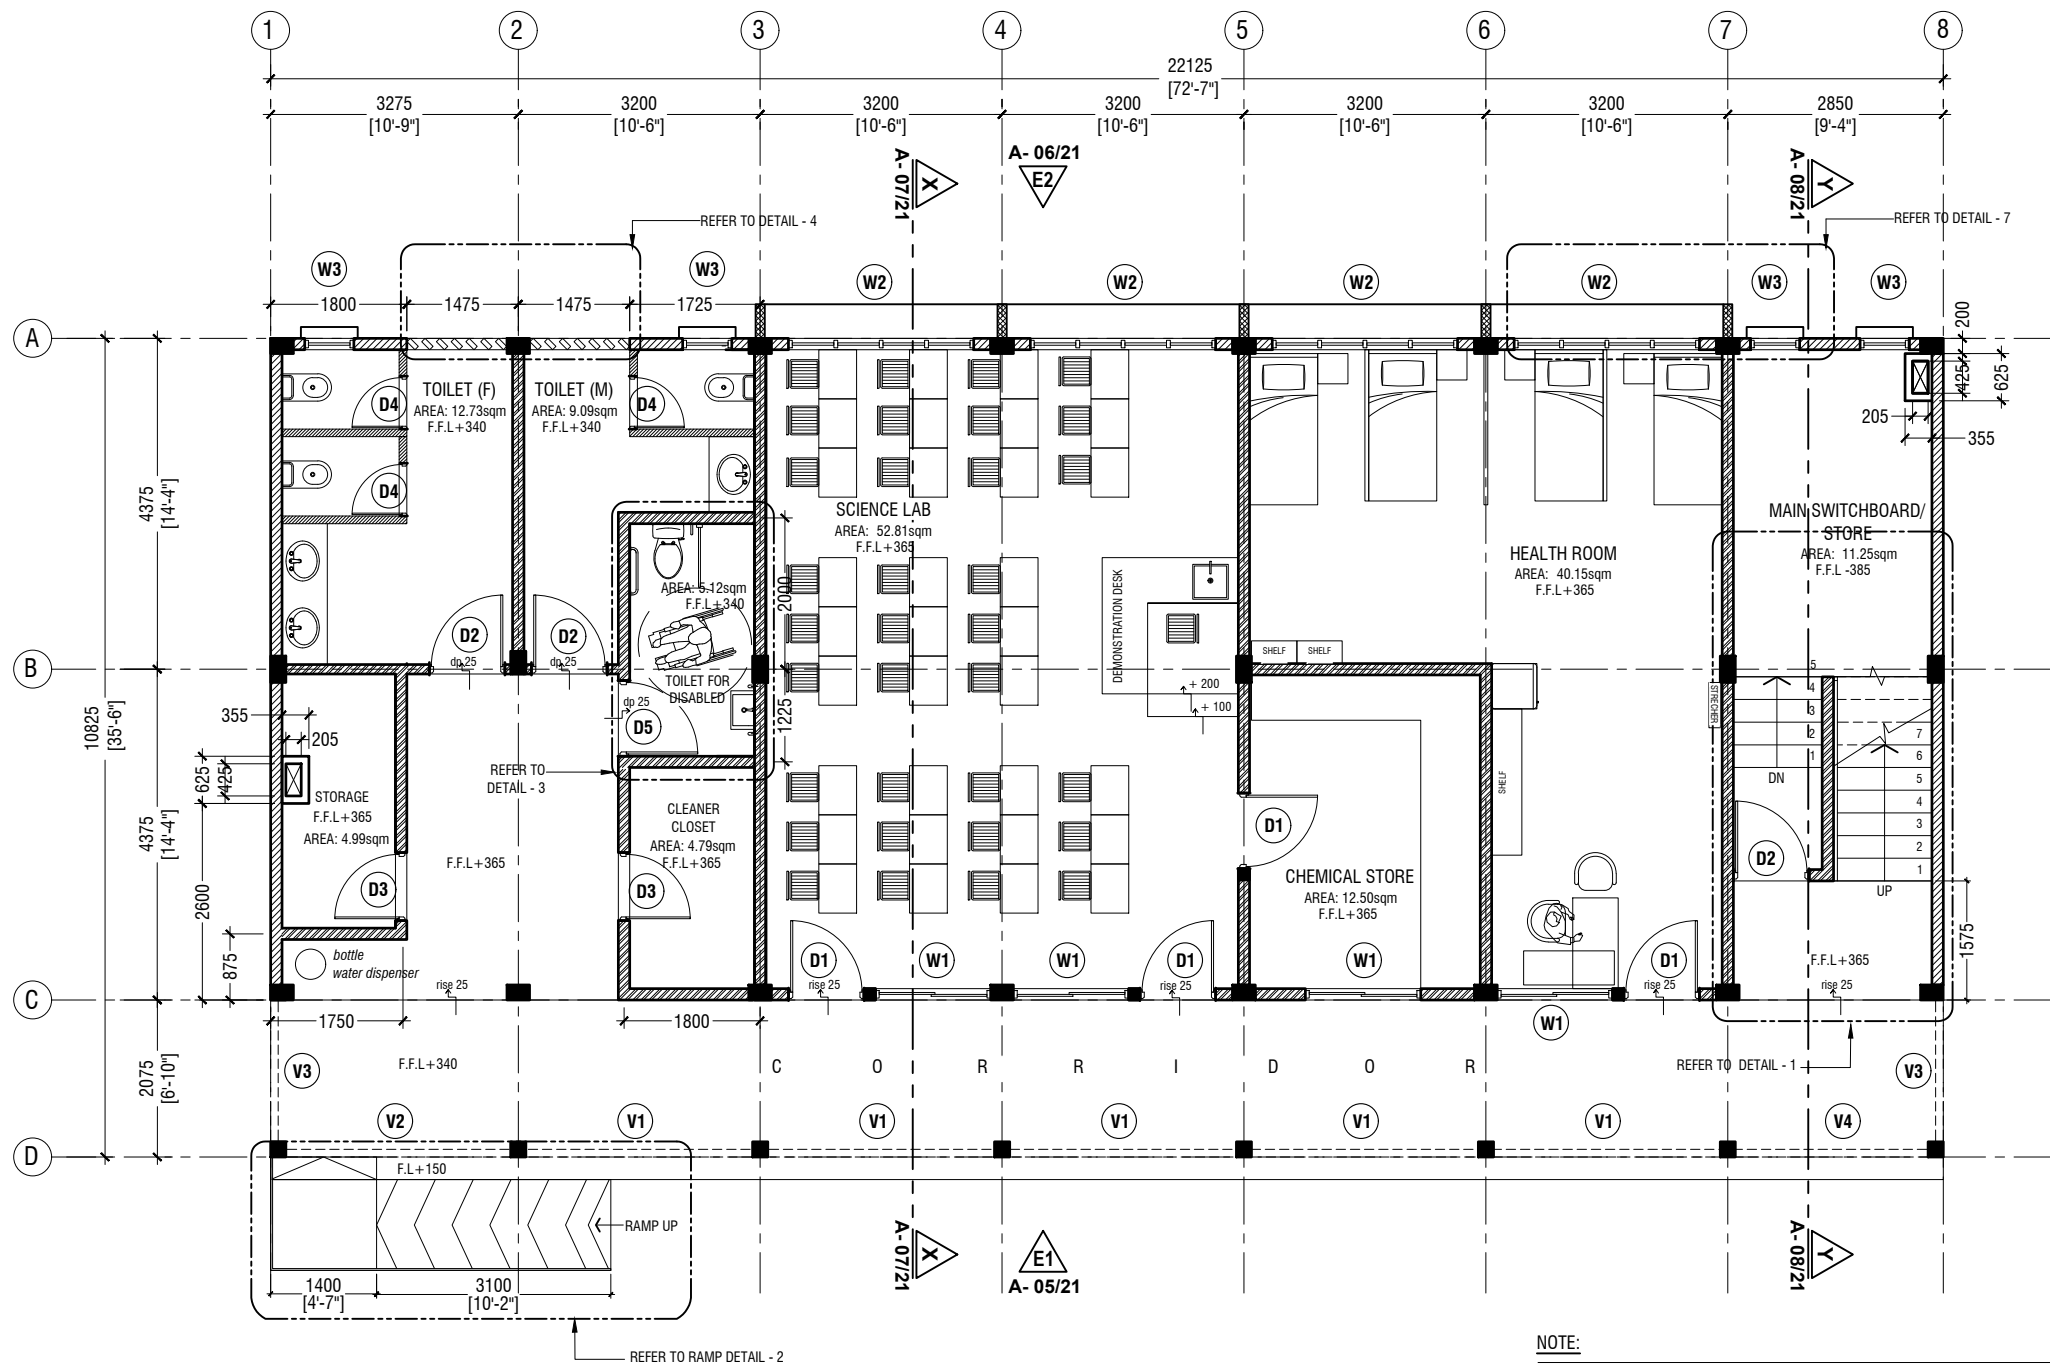 1 2 3 4 5 6 7 8
22125
[72'-7"]
3275 3200 3200 3200 3200 3200 2850
[10'-9"] [10'-6"] [10'-6"] [10'-6"] [10'-6"] [10'-6"] [9'-4"]
A- 07/21
X
A- 06/21
E2
A- 08/21
Y
REFER TO DETAIL - 4
REFER TO DETAIL - 7
W3 W3 W2 W2 W2 W2 W3 W3
1800 1475 1475 1725
200
A
425
625
205
355
D4
TOILET (F)
AREA: 12.73sqm
F.F.L+340
TOILET (M)
AREA: 9.09sqm
F.F.L+340
D4
D4
4375
[14'-4"]
SCIENCE LAB
AREA: 52.81sqm
F.F.L+365
HEALTH ROOM
AREA: 40.15sqm
F.F.L+365
MAIN SWITCHBOARD/
STORE
AREA: 11.25sqm
F.F.L -385
AREA: 5.12sqm
F.F.L+340
2000
TOILET FOR
DISABLED
DEMONSTRATION DESK
D2
dp 25
D2
dp 25
SHELF SHELF
B
10825
[35'-6"]
dp 25
D5
1225
+ 200
+ 100
STRECHER
5
4
3
2
1
DN
7
6
5
4
3
2
1
UP
355
205
625
425
REFER TO
DETAIL - 3
STORAGE
F.F.L+365
AREA: 4.99sqm
CLEANER
CLOSET
AREA: 4.79sqm
F.F.L+365
SHELF
D1
D2
4375
[14'-4"]
2600
F.F.L+365
D3
D3
CHEMICAL STORE
AREA: 12.50sqm
F.F.L+365
875
bottle
water dispenser
D1 W1 W1 D1 W1 D1
F.F.L+365
1575
rise 25 rise 25 rise 25 rise 25 rise 25
C
1750
1800
W1
2075
[6'-10"]
V3
F.F.L+340
C O R R I D O R
REFER TO DETAIL - 1
V3
V2 V1 V1 V1 V1 V1 V4
D
F.L+150
RAMP UP
1400
[4'-7"]
3100
[10'-2"]
A- 07/21
X
E1
A- 05/21
A- 08/21
Y
REFER TO RAMP DETAIL - 2
NOTE: